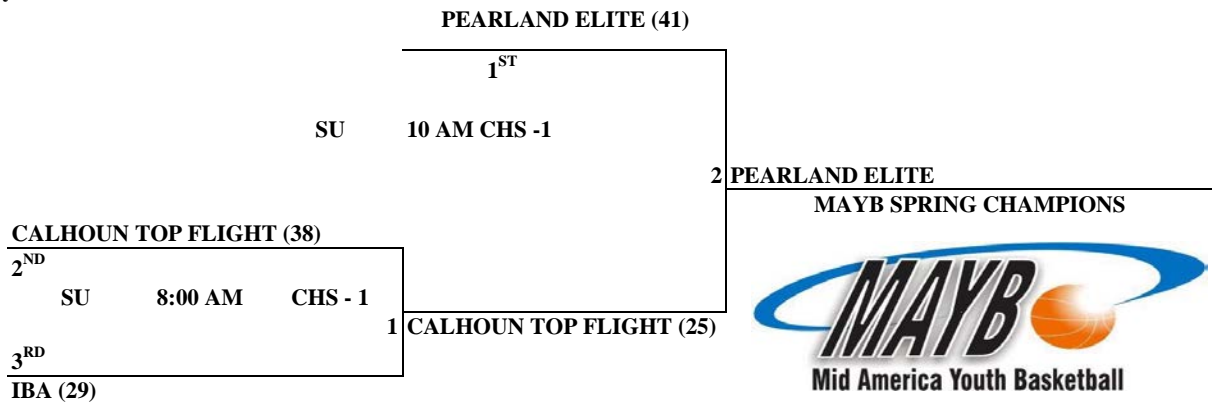 PEARLAND ELITE (41)
1ST
SU 10 AM CHS -1
2 PEARLAND ELITE
MAYB SPRING CHAMPIONS
CALHOUN TOP FLIGHT (38)
2ND
SU 8:00 AM CHS - 1
1 CALHOUN TOP FLIGHT (25)
3RD
IBA (29)
MAYB
Mid America Youth Basketball